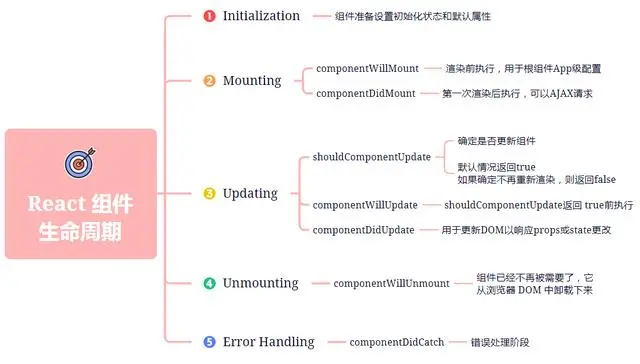 React 组件
生命周期
1 Initialization
组件准备设置初始化状态和默认属性
2 Mounting
componentWillMount
渲染前执行，用于根组件App级配置
componentDidMount
第一次渲染后执行，可以AJAX请求
3 Updating
shouldComponentUpdate
确定是否更新组件
默认情况返回true
如果确定不再重新渲染，则返回false
componentWillUpdate
shouldComponentUpdate返回 true前执行
componentDidUpdate
用于更新DOM以响应props或state更改
4 Unmounting
componentWillUnmount
组件已经不再被需要了，它
从浏览器 DOM 中卸载下来
5 Error Handling
componentDidCatch
错误处理阶段